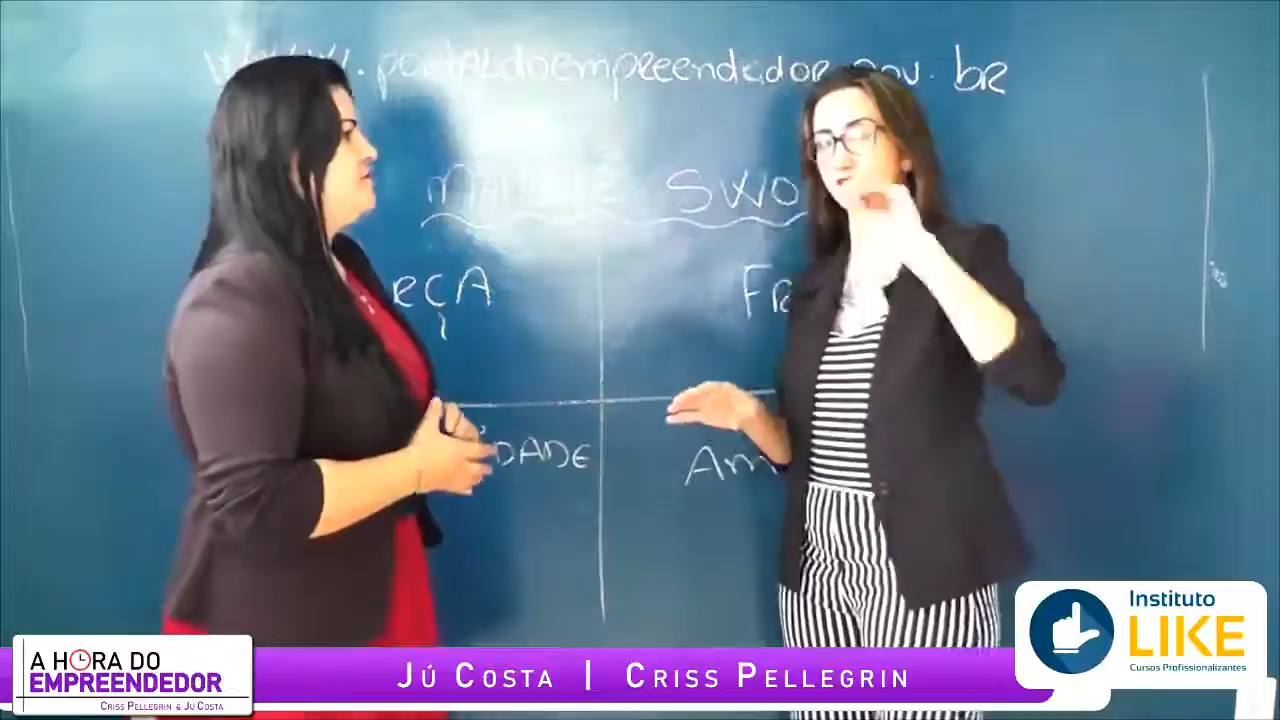 www.portaldoempreendedor.gov.br
SWO
EÇA
FR
DADE
AM
A HORA DO
EMPREENDEDOR
CRISS PELLEGRIN & JÚ COSTA
JÚ COSTA | CRISS PELLEGRIN
Instituto
LIKE
Cursos Profissionalizantes